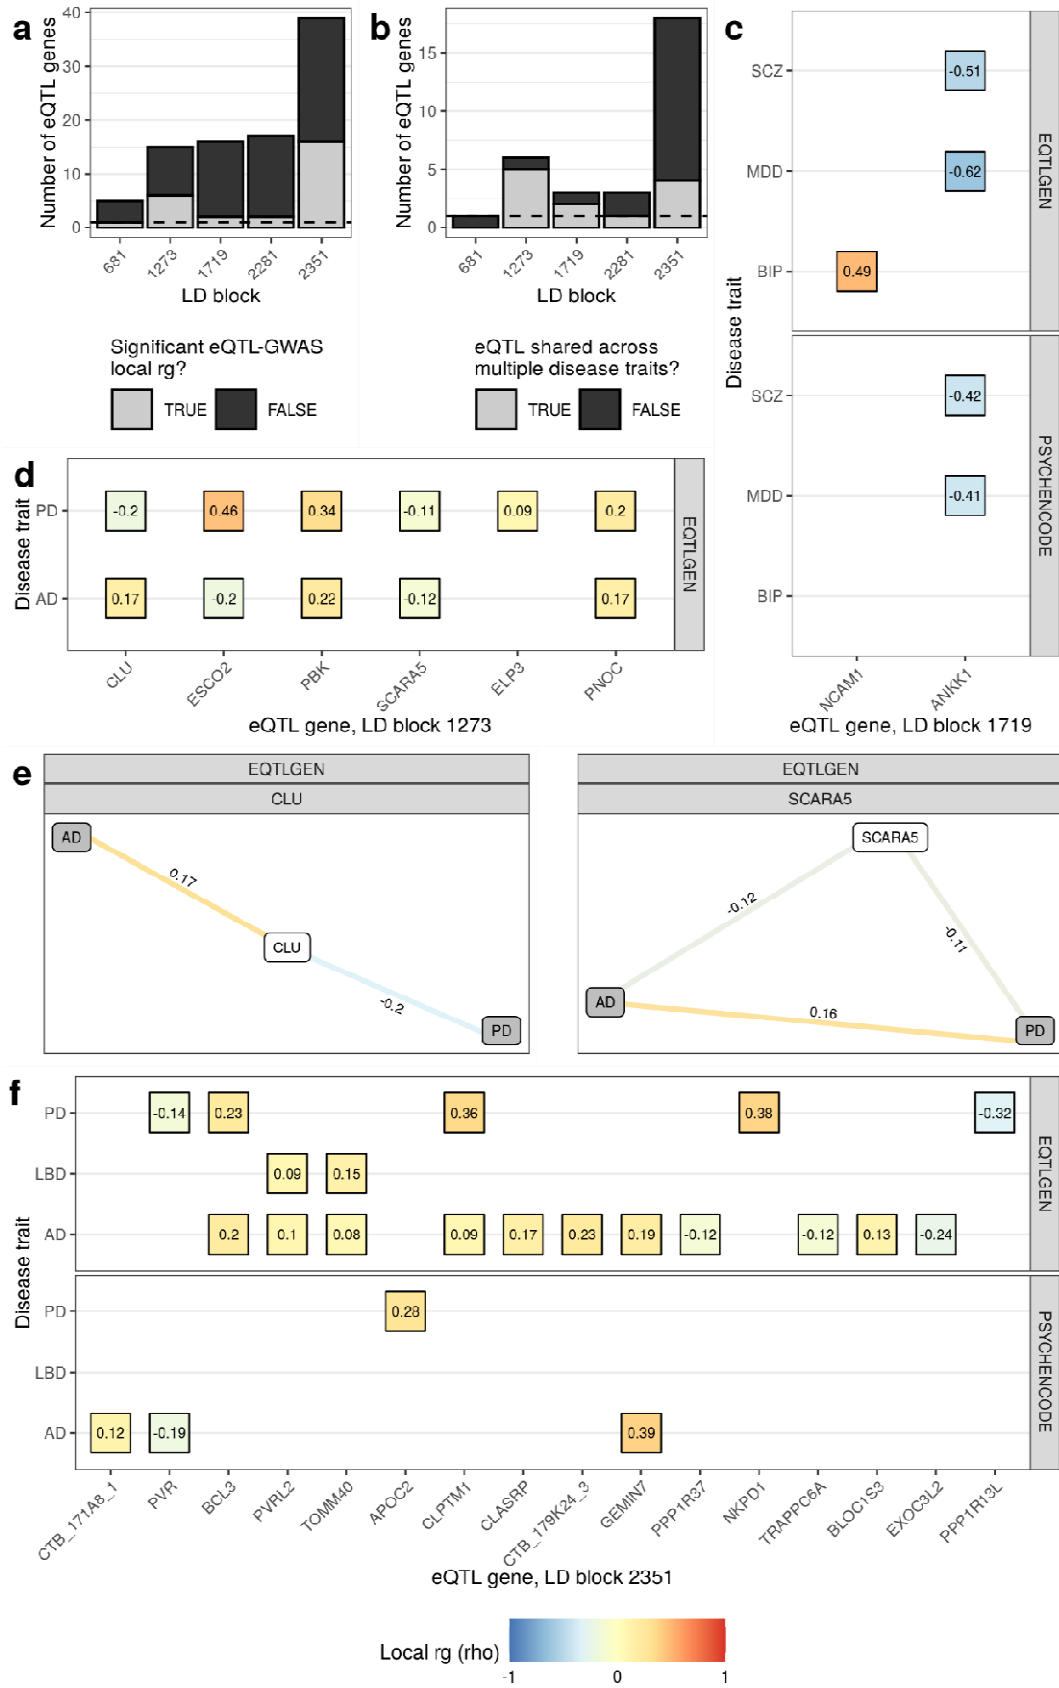 a
Number of eQTL genes
40
30
20
10
0
681
1273
1719
2281
2351
LD block
Significant eQTL-GWAS
local rg?
TRUE
FALSE
b
Number of eQTL genes
15
10
5
0
681
1273
1719
2281
2351
LD block
eQTL shared across
multiple disease traits?
TRUE
FALSE
c
Disease trait
SCZ
-0.51
MDD
-0.62
BIP
0.49
EQTLGEN
SCZ
-0.42
MDD
-0.41
BIP
PSYCHENCODE
NCAM1
ANKK1
eQTL gene, LD block 1719
d
Disease trait
PD
-0.2
0.46
0.34
-0.11
0.09
0.2
AD
0.17
-0.2
0.22
-0.12
0.17
EQTLGEN
CLU
ESCO2
PBK
SCARA5
ELP3
PNOC
eQTL gene, LD block 1273
e
EQTLGEN
CLU
AD
0.17
CLU
-0.2
PD
EQTLGEN
SCARA5
SCARA5
-0.12
-0.11
AD
0.16
PD
f
Disease trait
PD
-0.14
0.23
0.36
0.38
-0.32
LBD
0.09
0.15
AD
0.2
0.1
0.08
0.09
0.17
0.23
0.19
-0.12
-0.12
0.13
-0.24
EQTLGEN
PD
0.28
LBD
AD
0.12
-0.19
0.39
PSYCHENCODE
CTB_171A8_1
PVR
BCL3
PVRL2
TOMM40
APOC2
CLPTM1
CLASRP
CTB_179K24_3
GEMIN7
PPP1R37
NKPD1
TRAPPC6A
BLOC1S3
EXOC3L2
PPP1R13L
eQTL gene, LD block 2351
Local rg (rho)
-1
0
1